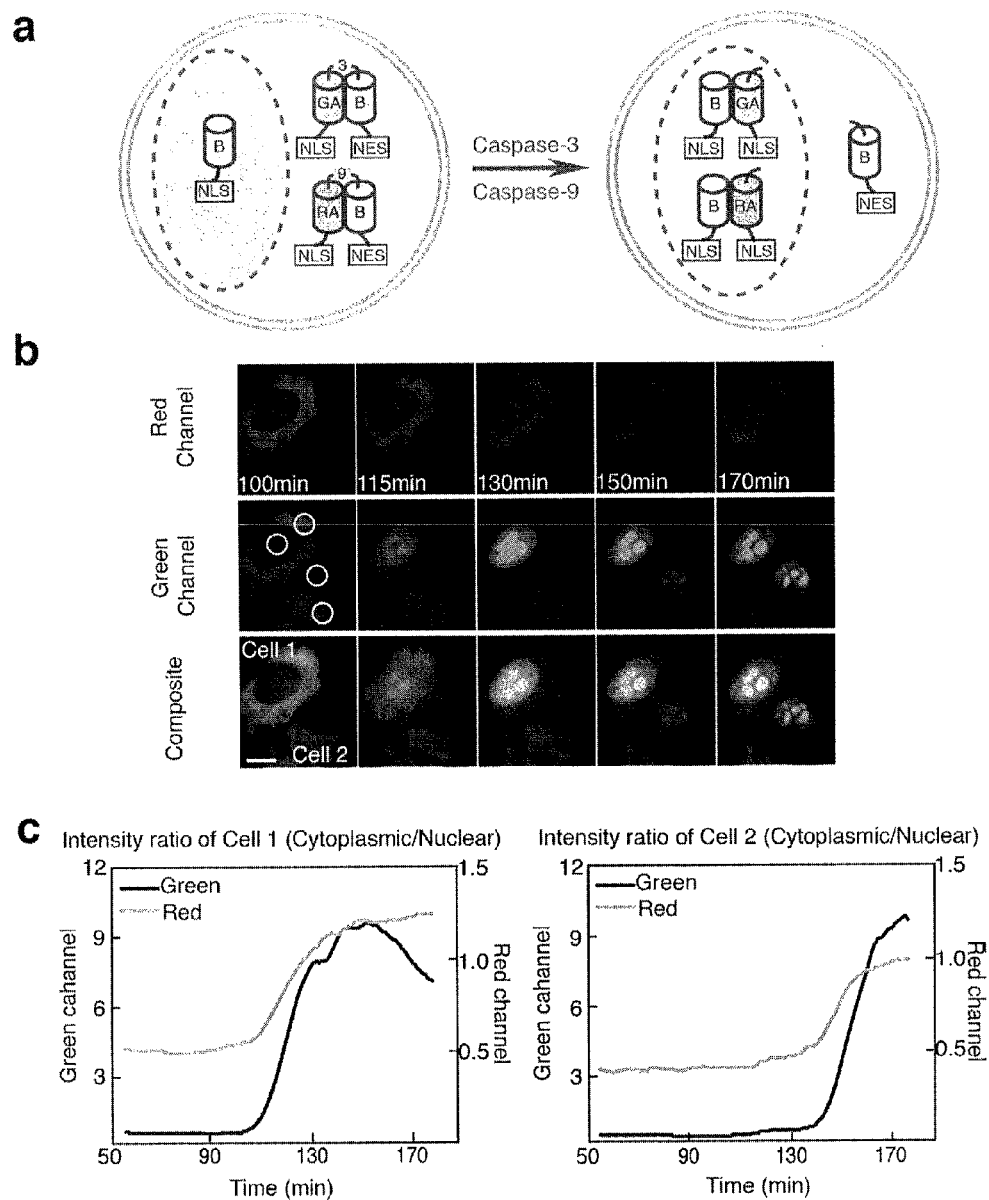 a
3
GA B
NLS NES
9
RA B
NLS NES
B
NLS
Caspase-3
Caspase-9
B GA
NLS NLS
B RA
NLS NLS
B
NES
b
Red
Channel
100min 115min 130min 150min 170min
Green
Channel
Composite
Cell 1
Cell 2
c
Intensity ratio of Cell 1 (Cytoplasmic/Nuclear)
Green cahannel
12
9
6
3
Green
Red
1.5
1.0
0.5
Red channel
50 90 130 170
Time (min)
Intensity ratio of Cell 2 (Cytoplasmic/Nuclear)
Green cahannel
12
9
6
3
Green
Red
1.5
1.0
0.5
Red channel
50 90 130 170
Time (min)